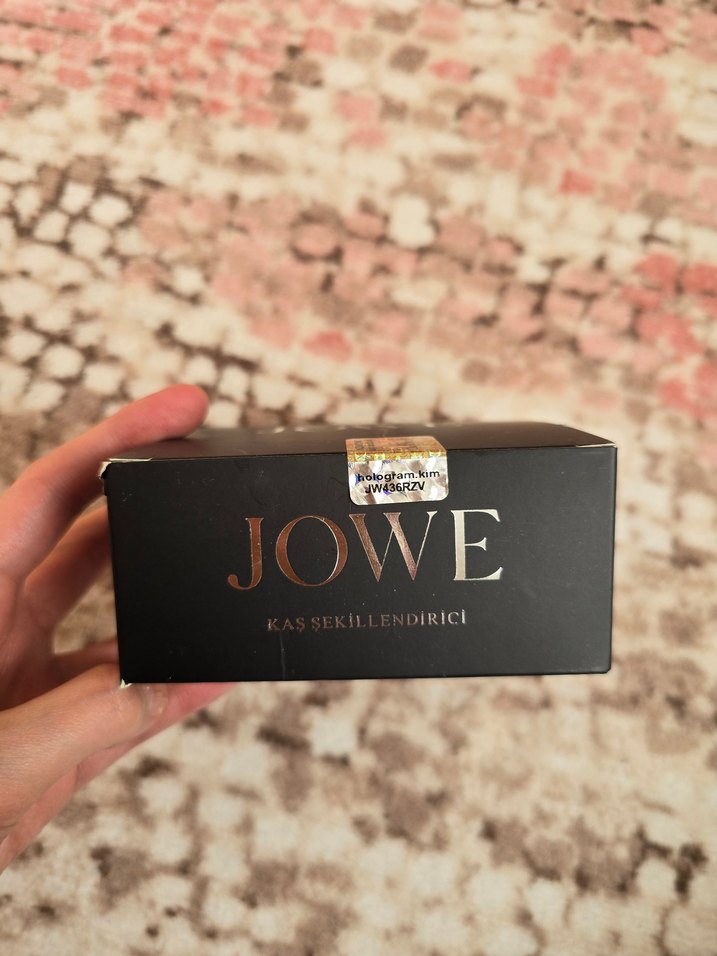 hologram.kim
JW436RZV
JOWE
KAŞ ŞEKİLLENDİRİCİ